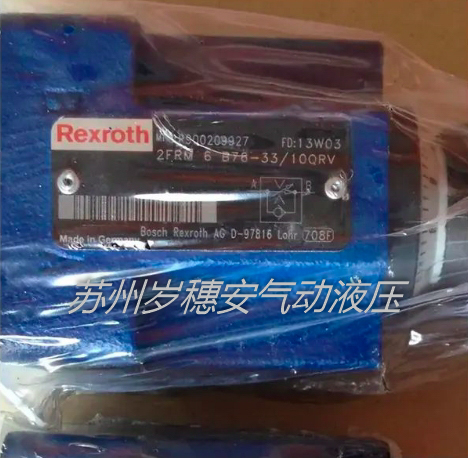 Rexroth
MNR:R900209927 FD:13W03
2FRM 6 B76-33/10QRV
A B
Made in Germany
Bosch Rexroth AG D-97816 Lohr 708F
苏州岁穗安气动液压